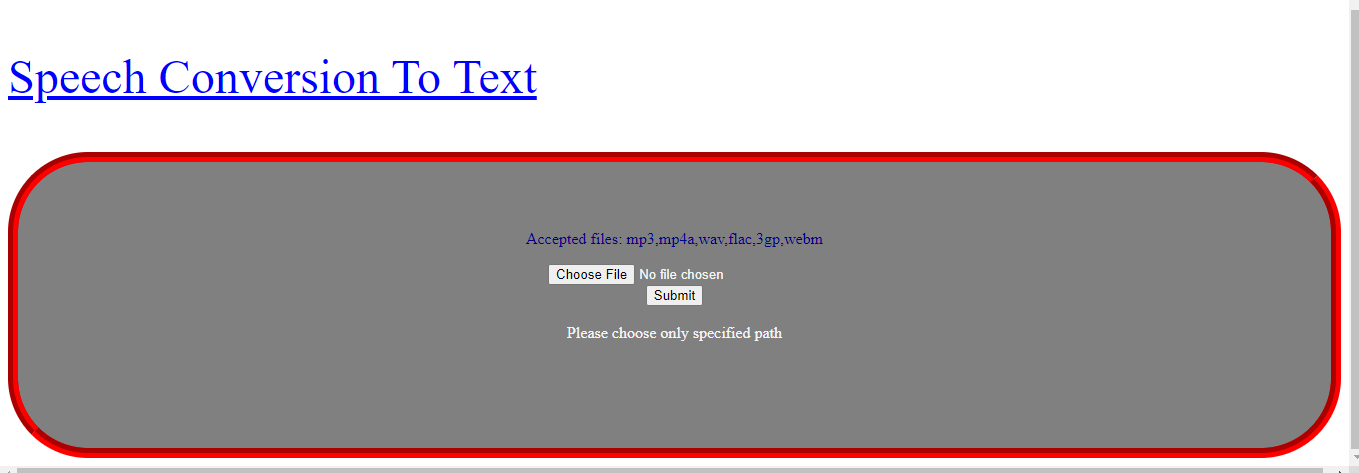 Speech Conversion To Text
Accepted files: mp3,mp4a,wav,flac,3gp,webm
Choose File No file chosen
Submit
Please choose only specified path